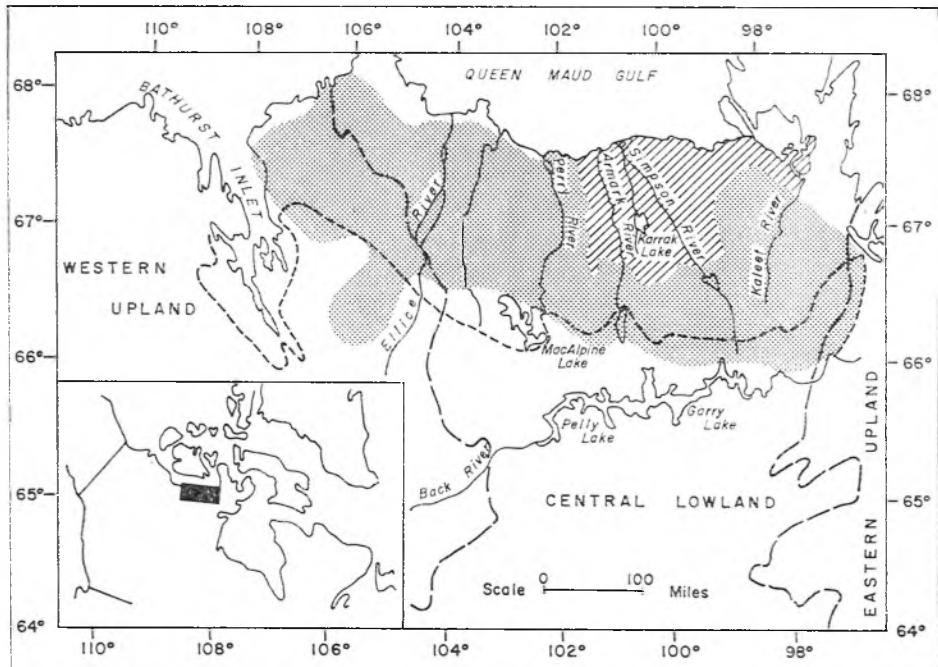 110° 108° 106° 104° 102° 100° 98°
68° 68°
QUEEN MAUD GULF
BATHURST INLET
Perry River
Armark River
Simpson River
Karrak Lake
Kaleet River
River
Ellice
67° 67°
WESTERN
UPLAND
66° 66°
MacAlpine
Lake
Pelly
Lake
Garry
Lake
Back River
65° 65°
CENTRAL LOWLAND
EASTERN UPLAND
Scale 0 100 Miles
64° 64°
110° 108° 106° 104° 102° 100° 98°